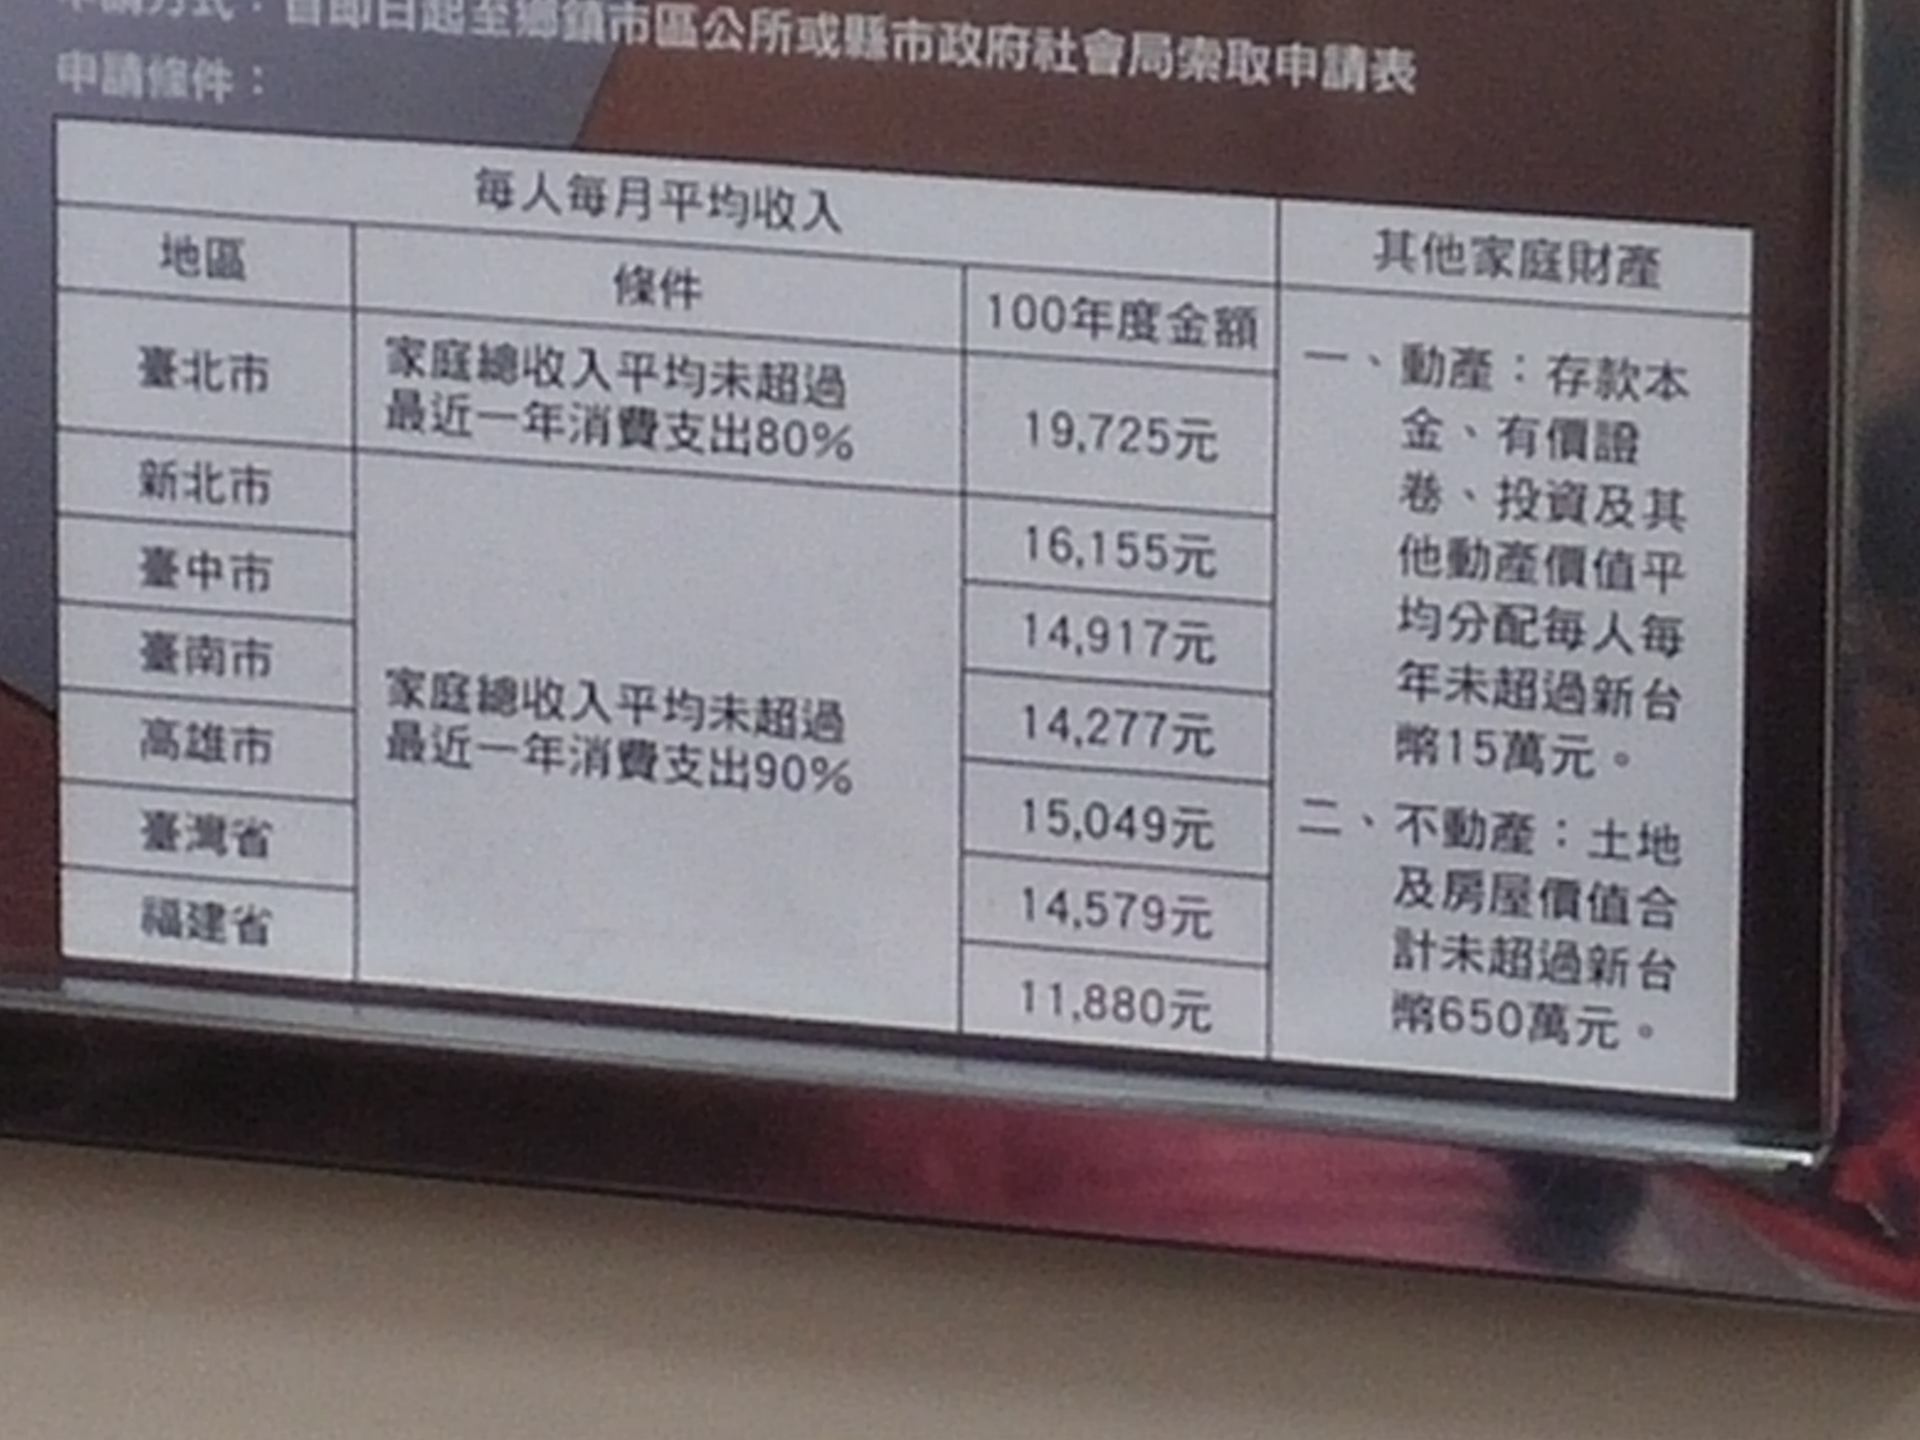 申請方式：自即日起至鄉鎮市區公所或縣市政府社會局索取申請表
申請條件：
每人每月平均收入
其他家庭財產
地區
條件
100年度金額
臺北市
家庭總收入平均未超過
最近一年消費支出80%
19,725元
新北市
16,155元
臺中市
14,917元
臺南市
14,277元
高雄市
15,049元
臺灣省
14,579元
福建省
11,880元
家庭總收入平均未超過
最近一年消費支出90%
一、動產：存款本
金、有價證
卷、投資及其
他動產價值平
均分配每人每
年未超過新台
幣15萬元。
二、不動產：土地
及房屋價值合
計未超過新台
幣650萬元。